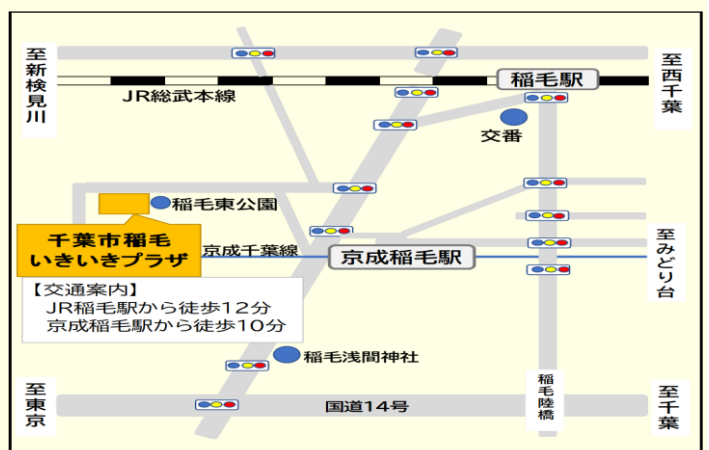 至新検見川
至西千葉
稲毛駅
JR総武本線
交番
稲毛東公園
千葉市稲毛
いきいきプラザ
京成千葉線
京成稲毛駅
至みどり台
【交通案内】
JR稲毛駅から徒歩12分
京成稲毛駅から徒歩10分
稲毛浅間神社
至東京
国道14号
稲毛陸橋
至千葉